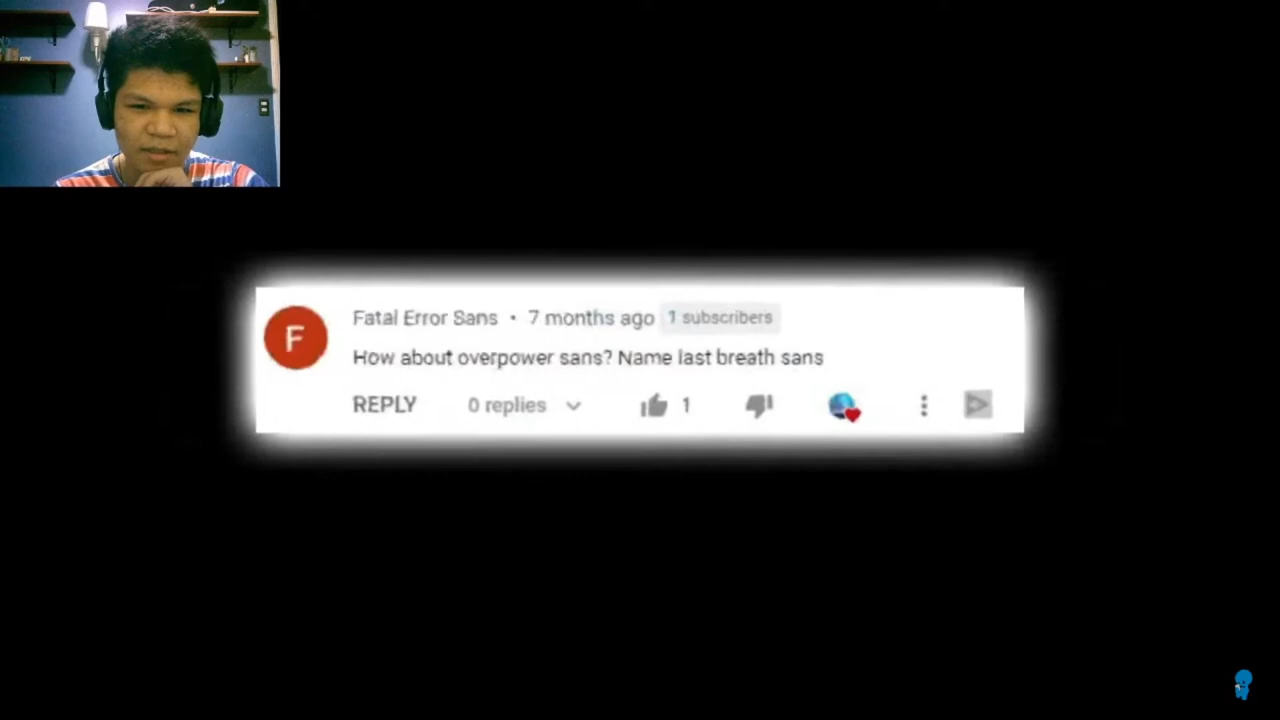 F
Fatal Error Sans • 7 months ago 1 subscribers
How about overpower sans? Name last breath sans
REPLY 0 replies 1